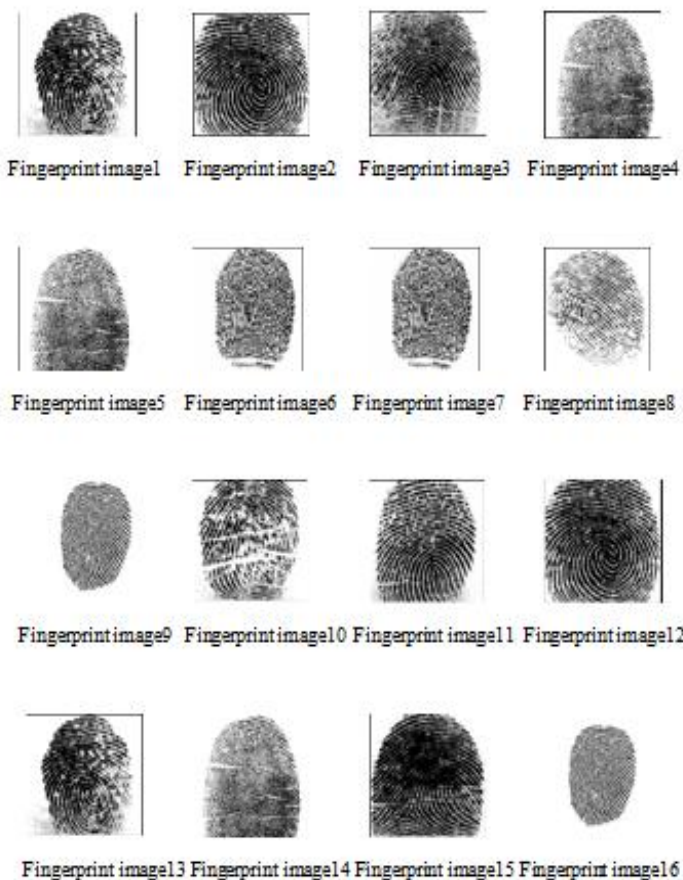 Fingerprint image1 Fingerprint image2 Fingerprint image3 Fingerprint image4
Fingerprint image5 Fingerprint image6 Fingerprint image7 Fingerprint image8
Fingerprint image9 Fingerprint image10 Fingerprint image11 Fingerprint image12
Fingerprint image13 Fingerprint image14 Fingerprint image15 Fingerprint image16